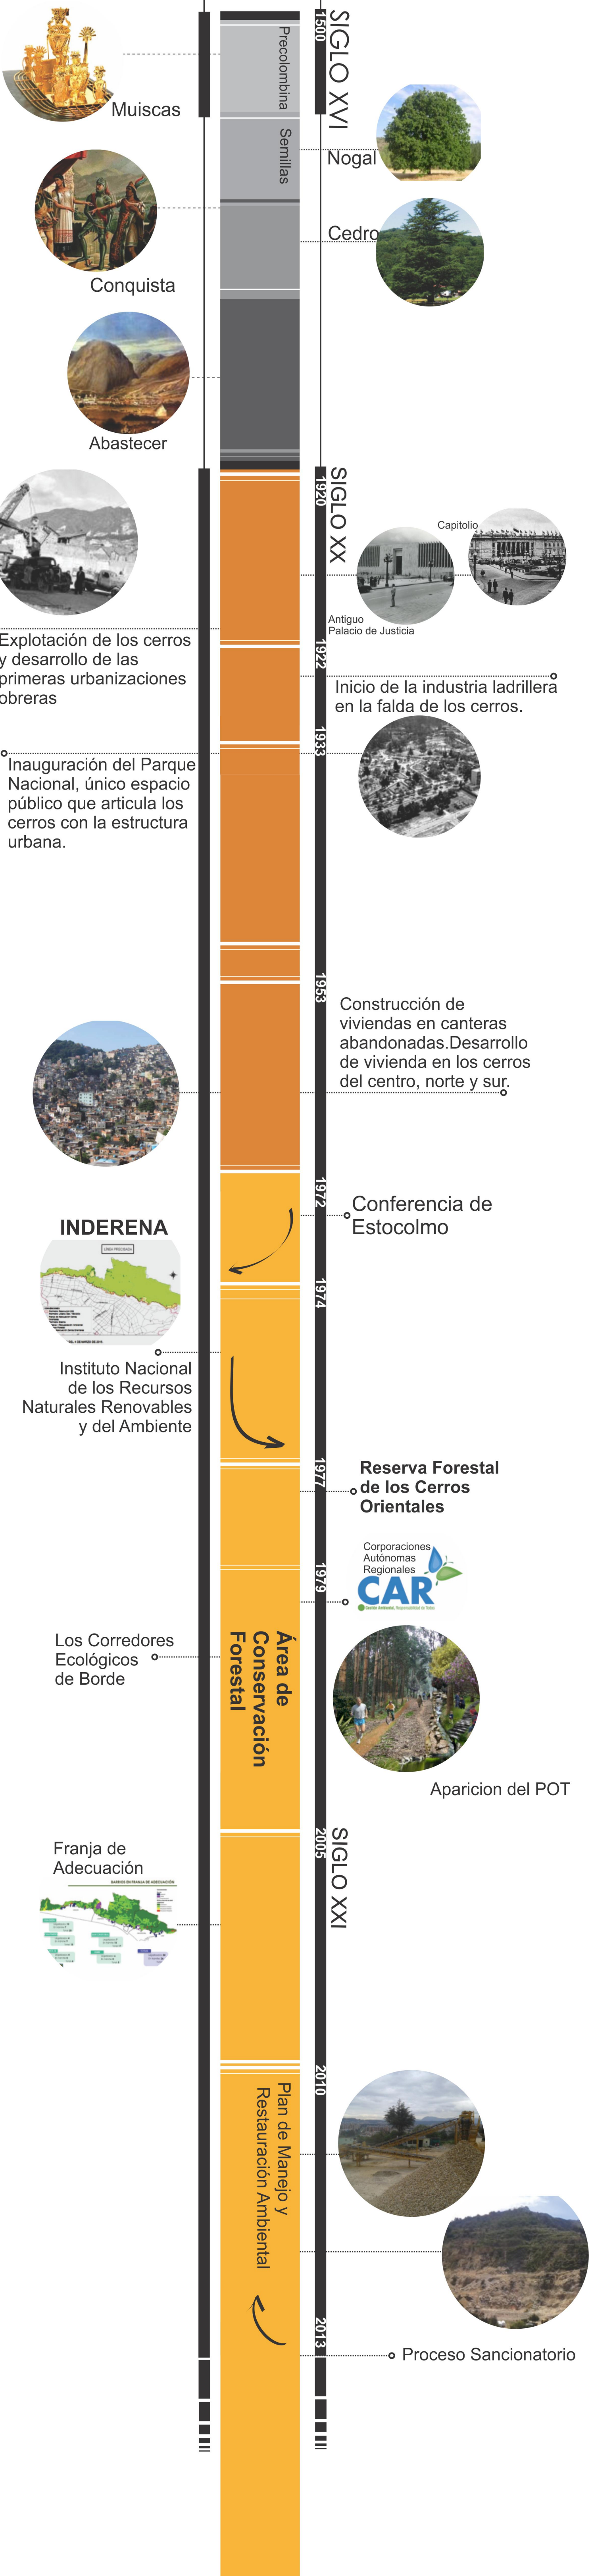 SIGLO XVI
1500
Precolombina
Muiscas
Semillas
Nogal
Cedro
Conquista
Abastecer
SIGLO XX
1920
Capitolio
Antiguo
Palacio de Justicia
Explotación de los cerros
y desarrollo de las
primeras urbanizaciones
obreras
1922
Inicio de la industria ladrillera
en la falda de los cerros.
1933
Inauguración del Parque
Nacional, único espacio
público que articula los
cerros con la estructura
urbana.
1953
Construcción de
viviendas en canteras
abandonadas.Desarrollo
de vivienda en los cerros
del centro, norte y sur.
1972
Conferencia de
Estocolmo
INDERENA
1974
Instituto Nacional
de los Recursos
Naturales Renovables
y del Ambiente
1977
Reserva Forestal
de los Cerros
Orientales
1979
Corporaciones
Autónomas
Regionales
CAR
Los Corredores
Ecológicos
de Borde
Área de
Conservación
Forestal
Aparicion del POT
SIGLO XXI
2005
Franja de
Adecuación
BARRIOS EN FRANJA DE ADECUACIÓN
2010
Plan de Manejo y
Restauración Ambiental
2013
Proceso Sancionatorio